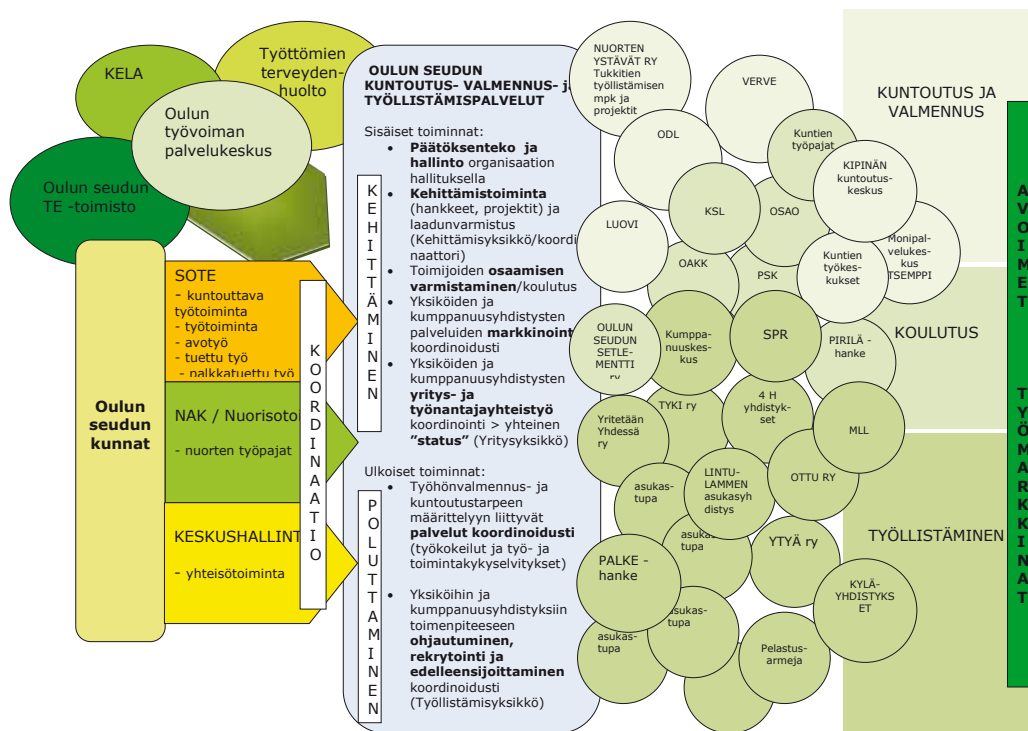 KELA
Työttömien
terveyden-
huolto
Oulun
työvoiman
palvelukeskus
Oulun seudun
TE -toimisto
Oulun
seudun
kunnat
SOTE
- kuntouttava
työtoiminta
- työtoiminta
- avotyö
- tuettu työ
- palkkatuettu työ
NAK / Nuorisotoi
- nuorten työpajat
KESKUSHALLINT
- yhteisötoiminta
KOORDINAATIO
OULUN SEUDUN
KUNTOUTUS- VALMENNUS- ja
TYÖLLISTÄMISPALVELUT
Sisäiset toiminnat:
• Päätöksenteko ja
hallinto organisaation
hallituksella
• Kehittämistoiminta
(hankkeet, projektit) ja
laadunvarmistus
(Kehittämisyksikkö/koordi
naattori)
• Toimijoiden osaamisen
varmistaminen/koulutus
• Yksiköiden ja
kumppanuusyhdistysten
palveluiden markkinoint
koordinoidusti
• Yksiköiden ja
kumppanuusyhdistysten
yritys- ja
työnantajayhteistyö
koordinointi > yhteinen
”status” (Yritysyksikkö)
KEHITTÄMINEN
Ulkoiset toiminnat:
• Työhönvalmennus- ja
kuntoutustarpeen
määrittelyyn liittyvät
palvelut koordinoidusti
(työkokeilut ja työ- ja
toimintakykyselvitykset)
• Yksiköihin ja
kumppanuusyhdistyksiin
toimenpiteeseen
ohjautuminen,
rekrytointi ja
edelleensijoittaminen
koordinoidusti
(Työllistämisyksikkö)
POLUTTAMINEN
NUORTEN
YSTÄVÄT RY
Tukkitien
työllistämisen
mpk ja
projektit
VERVE
ODL
Kuntien
työpajat
KIPINÄN
kuntoutus-
keskus
KSL
OSAO
LUOVI
Monipal-
velukes
kus
TSEMPPI
OAKK
PSK
Kuntien
työkes-
kukset
OULUN
SEUDUN
SETLE-
MENTTI
ry
Kumppa-
nuuskes-
kus
SPR
PIRILÄ -
hanke
Yritetään
Yhdessä
ry
TYKI ry
4 H
yhdistyk-
set
MLL
asukas-
tupa
LINTU-
LAMMEN
asukasyh
distys
OTTU RY
asukas-
tupa
YTYÄ ry
PALKE -
hanke
KYLÄ-
YHDISTYKS
ET
asukas-
tupa
asukas-
tupa
Pelastus-
armeja
KUNTOUTUS JA
VALMENNUS
KOULUTUS
TYÖLLISTÄMINEN
AVOIMET
TYÖMARKKINAT